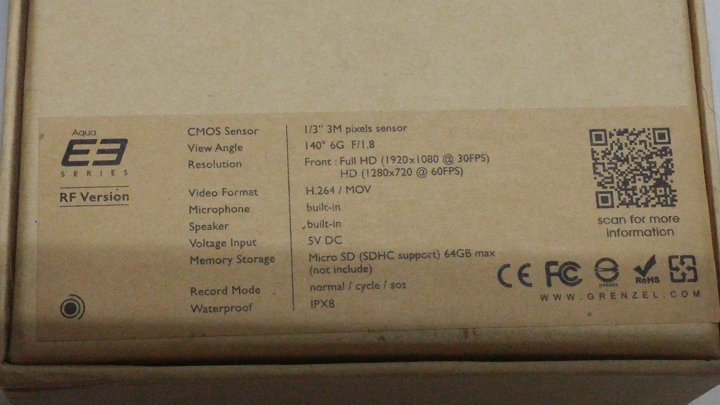 Aqua
E3
SERIES
RF Version
CMOS Sensor 1/3" 3M pixels sensor
View Angle 140° 6G F/1.8
Resolution Front : Full HD (1920x1080 @ 30FPS)
HD (1280x720 @ 60FPS)
Video Format H.264 / MOV
Microphone built-in
Speaker built-in
Voltage Input 5V DC
Memory Storage Micro SD (SDHC support) 64GB max
(not include)
Record Mode normal / cycle / sos
Waterproof IPX8
scan for more
information
CE FC RoHS
WWW.GRENZEL.COM